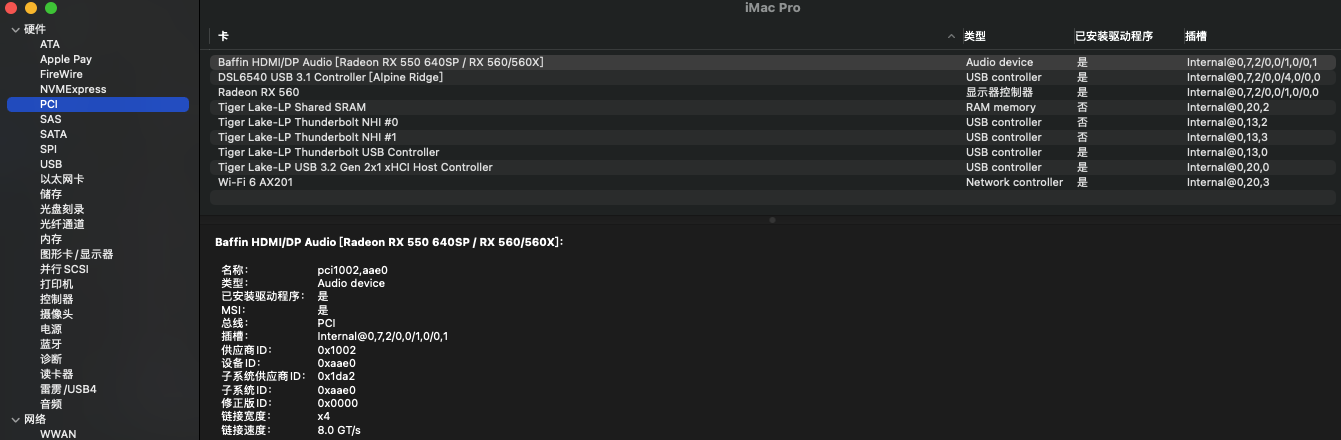 iMac Pro
硬件
ATA
Apple Pay
FireWire
NVMExpress
PCI
SAS
SATA
SPI
USB
以太网卡
储存
光盘刻录
光纤通道
内存
图形卡/显示器
并行SCSI
打印机
控制器
摄像头
电源
蓝牙
诊断
读卡器
雷雳/USB4
音频
网络
WWAN
卡 类型 已安装驱动程序 插槽
Baffin HDMI/DP Audio [Radeon RX 550 640SP / RX 560/560X] Audio device 是 Internal@0,7,2/0,0/1,0/0,1
DSL6540 USB 3.1 Controller [Alpine Ridge] USB controller 是 Internal@0,7,2/0,0/4,0/0,0
Radeon RX 560 显示器控制器 是 Internal@0,7,2/0,0/1,0/0,0
Tiger Lake-LP Shared SRAM RAM memory 否 Internal@0,20,2
Tiger Lake-LP Thunderbolt NHI #0 USB controller 否 Internal@0,13,2
Tiger Lake-LP Thunderbolt NHI #1 USB controller 否 Internal@0,13,3
Tiger Lake-LP Thunderbolt USB Controller USB controller 是 Internal@0,13,0
Tiger Lake-LP USB 3.2 Gen 2x1 xHCI Host Controller USB controller 是 Internal@0,20,0
Wi-Fi 6 AX201 Network controller 是 Internal@0,20,3
Baffin HDMI/DP Audio [Radeon RX 550 640SP / RX 560/560X]:
名称: pci1002,aae0
类型: Audio device
已安装驱动程序: 是
MSI: 是
总线: PCI
插槽: Internal@0,7,2/0,0/1,0/0,1
供应商ID: 0x1002
设备ID: 0xaae0
子系统供应商ID: 0x1da2
子系统ID: 0xaae0
修正版ID: 0x0000
链接宽度: x4
链接速度: 8.0 GT/s